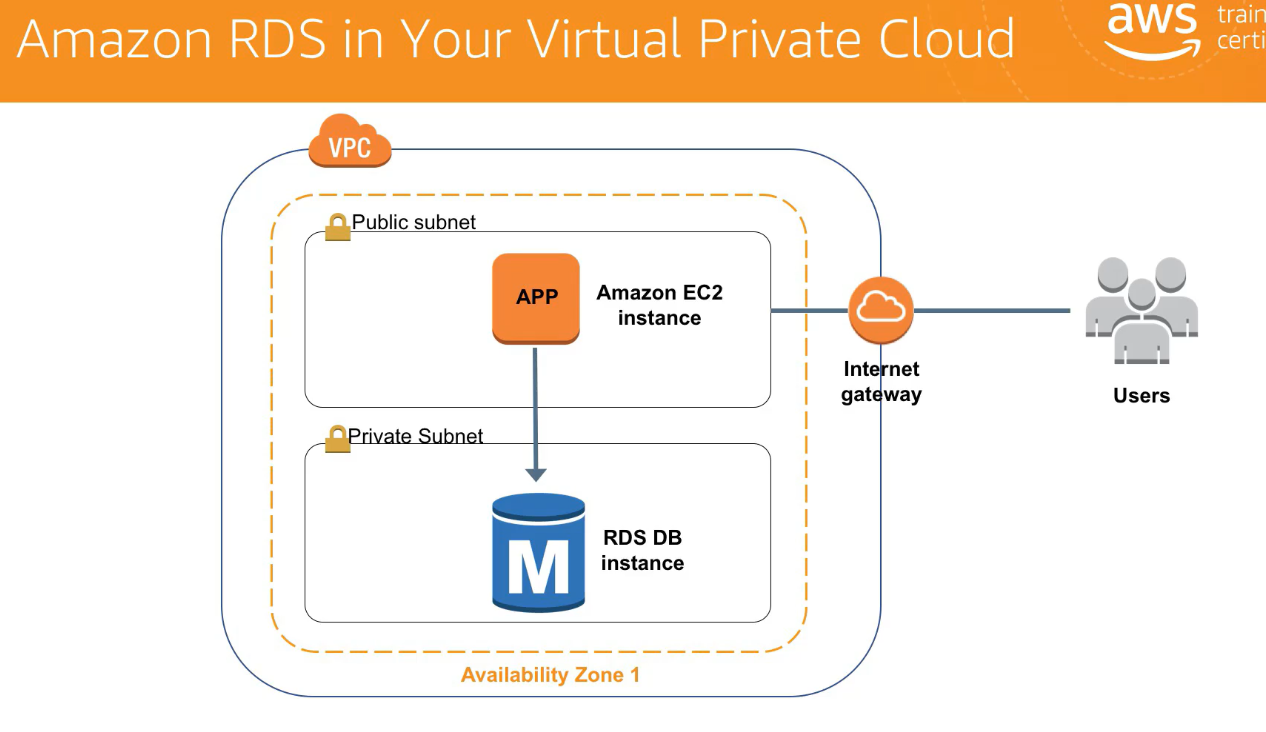 Amazon RDS in Your Virtual Private Cloud
aws
VPC
Public subnet
APP
Amazon EC2
instance
Internet
gateway
Users
Private Subnet
M
RDS DB
instance
Availability Zone 1